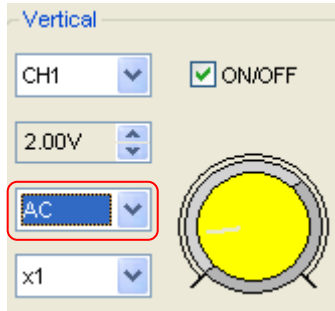 Vertical
CH1
ON/OFF
2.00V
AC
x1